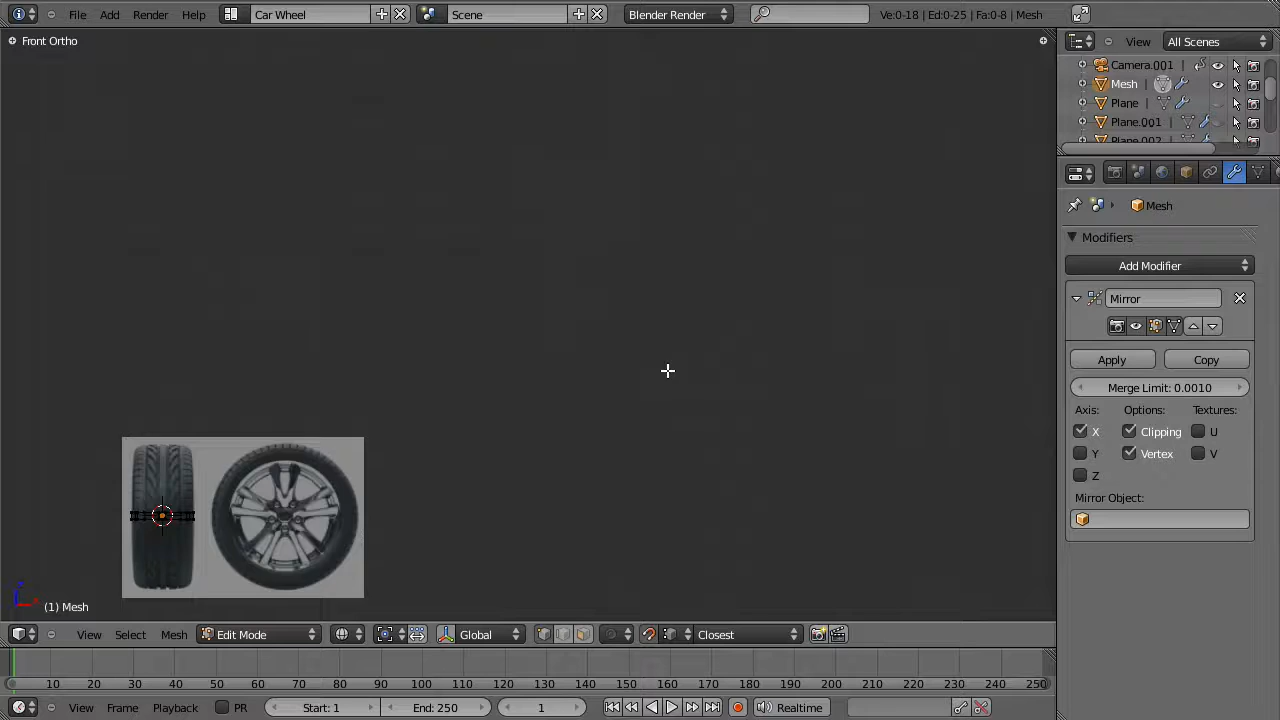 File Add Render Help Car Wheel Scene Blender Render Ve:0-18 | Ed:0-25 | Fa:0-8 | Mesh
Front Ortho
View All Scenes
Camera.001
Mesh
Plane
Plane.001
Plane.002
Mesh
Modifiers
Add Modifier
Mirror
Apply Copy
Merge Limit: 0.0010
Axis: Options: Textures:
X Clipping U
Y Vertex V
Z
Mirror Object:
(1) Mesh
View Select Mesh Edit Mode Global Closest
10 20 30 40 50 60 70 80 90 100 110 120 130 140 150 160 170 180 190 200 210 220 230 240 250
View Frame Playback PR Start: 1 End: 250 1 Realtime